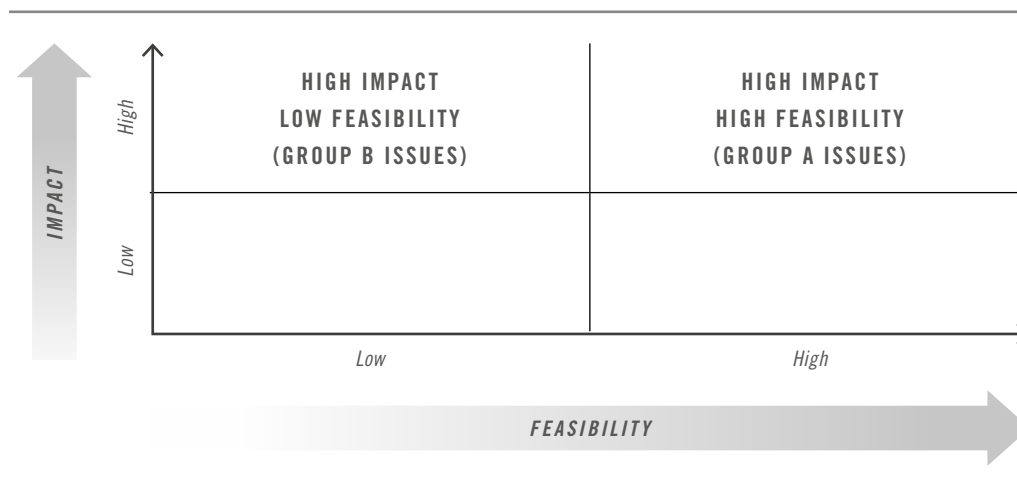 High
HIGH IMPACT
LOW FEASIBILITY
(GROUP B ISSUES)
HIGH IMPACT
HIGH FEASIBILITY
(GROUP A ISSUES)
IMPACT
Low
Low
High
FEASIBILITY